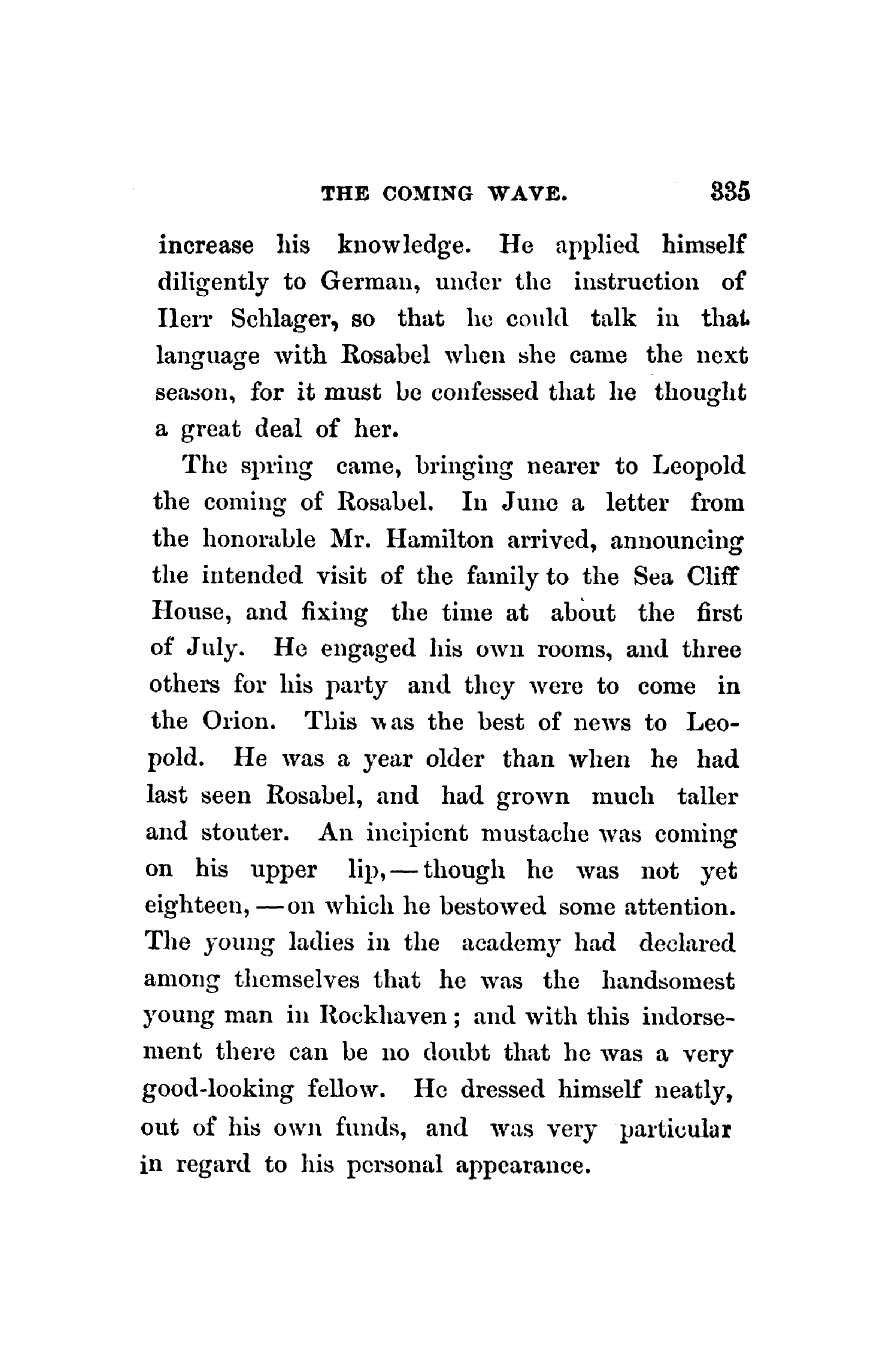 THE COMING WAVE. 335
increase his knowledge. He applied himself
diligently to German, under the instruction of
Herr Schlager, so that he could talk in that
language with Rosabel when she came the next
season, for it must be confessed that he thought
a great deal of her.
The spring came, bringing nearer to Leopold
the coming of Rosabel. In June a letter from
the honorable Mr. Hamilton arrived, announcing
the intended visit of the family to the Sea Cliff
House, and fixing the time at about the first
of July. He engaged his own rooms, and three
others for his party and they were to come in
the Orion. This was the best of news to Leo-
pold. He was a year older than when he had
last seen Rosabel, and had grown much taller
and stouter. An incipient mustache was coming
on his upper lip,—though he was not yet
eighteen,—on which he bestowed some attention.
The young ladies in the academy had declared
among themselves that he was the handsomest
young man in Rockhaven; and with this indorse-
ment there can be no doubt that he was a very
good-looking fellow. He dressed himself neatly,
out of his own funds, and was very particular
in regard to his personal appearance.